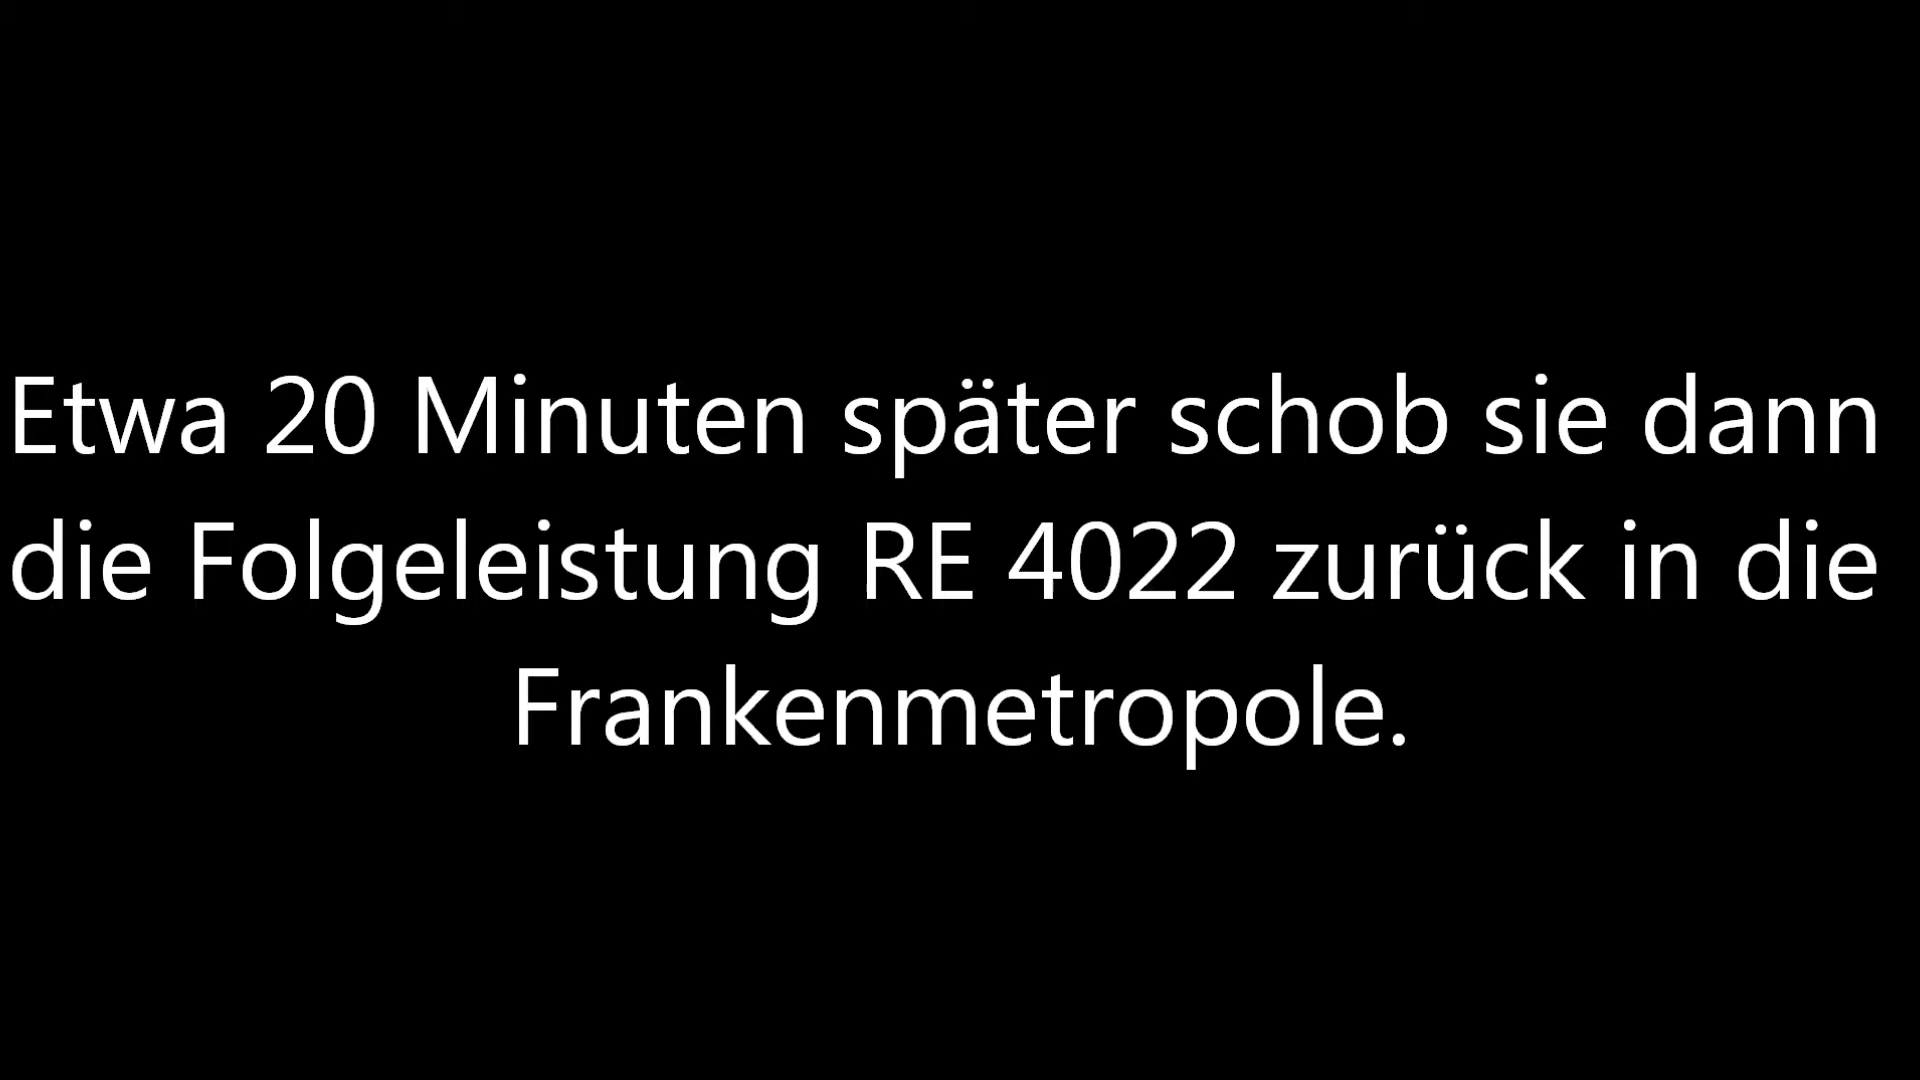 Etwa 20 Minuten später schob sie dann
die Folgeleistung RE 4022 zurück in die
Frankenmetropole.